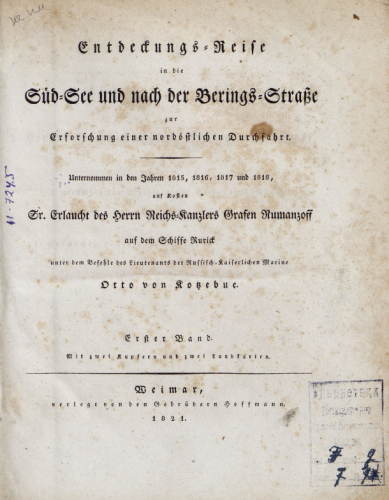 Entdeckungs-Reise
in die
Süd-See und nach der Berings-Straße
zur
Erforschung einer nordöstlichen Durchfahrt.
Unternommen in den Jahren 1815, 1816, 1817 und 1818,
auf Kosten
Sr. Erlaucht des Herrn Reichs-Kanzlers Grafen Rumanzoff
auf dem Schiffe Rurick
unter dem Befehle des Lieutenants der Russisch-Kaiserlichen Marine
Otto von Kotzebue.
Erster Band.
Mit zwei Kupfern und zwei Landkarten.
Weimar,
verlegt von den Gebrüdern Hoffmann.
1821.